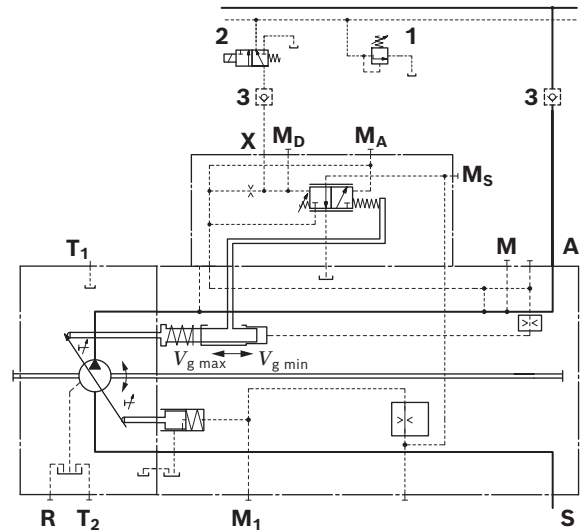 2 1
3 3
X M_D M_A
M_S
T_1 M A
V_g max V_g min
R T_2 M_1 S